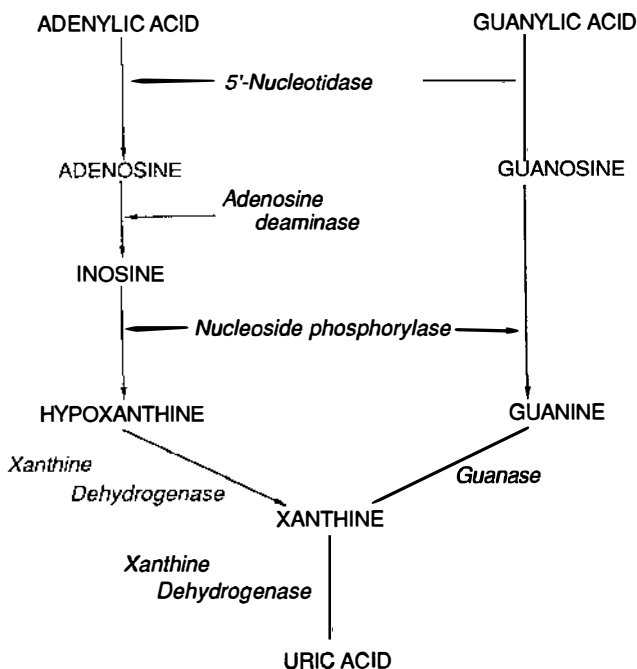 ADENYLIC ACID
GUANYLIC ACID
5'-Nucleotidase
ADENOSINE
GUANOSINE
Adenosine
deaminase
INOSINE
Nucleoside phosphorylase
HYPOXANTHINE
GUANINE
Xanthine
Dehydrogenase
Guanase
XANTHINE
Xanthine
Dehydrogenase
URIC ACID